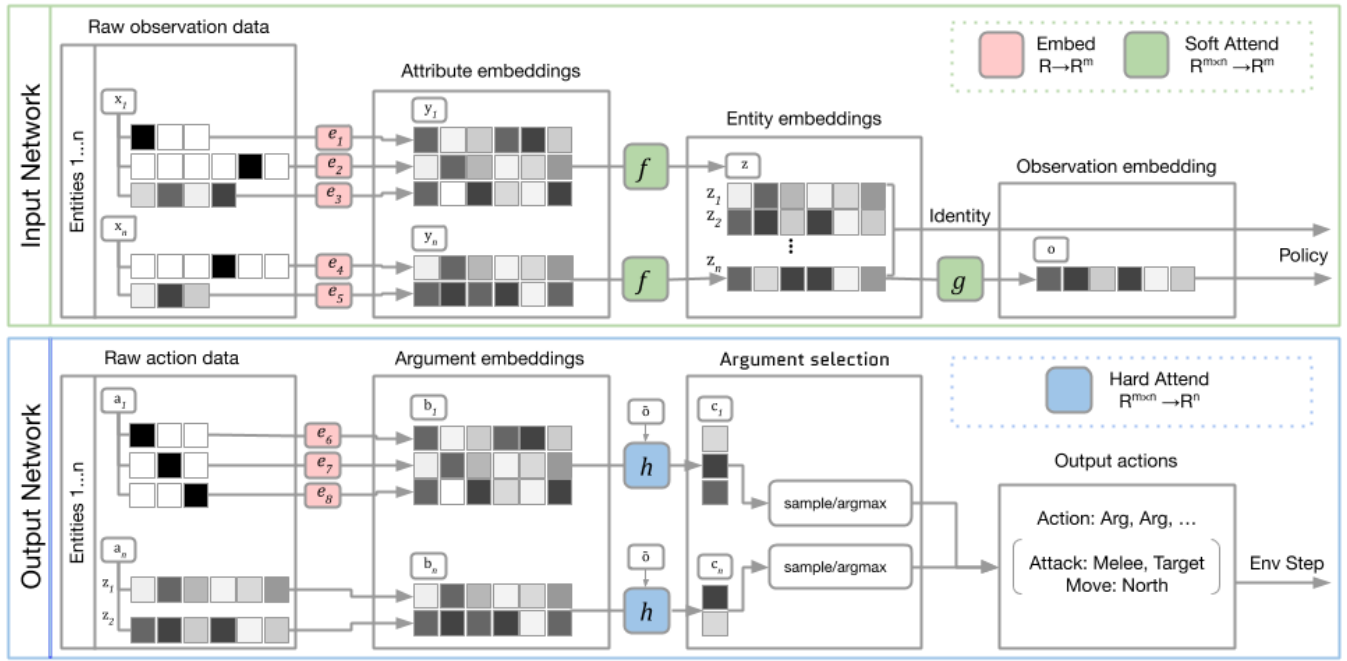 Input Network
Raw observation data
Entities 1...n
x1
e1
e2
e3
xn
e4
e5
Attribute embeddings
y1
yn
f
f
Entity embeddings
z
z1
z2
zn
Identity
g
Observation embedding
o
Policy
Embed
R→R^m
Soft Attend
R^m×n →R^m
Output Network
Raw action data
Entities 1...n
a1
e6
e7
e8
an
z1
z2
Argument embeddings
b1
bn
õ
h
õ
h
Argument selection
c1
cn
sample/argmax
sample/argmax
Hard Attend
R^m×n →R^n
Output actions
Action: Arg, Arg, …
Attack: Melee, Target
Move: North
Env Step